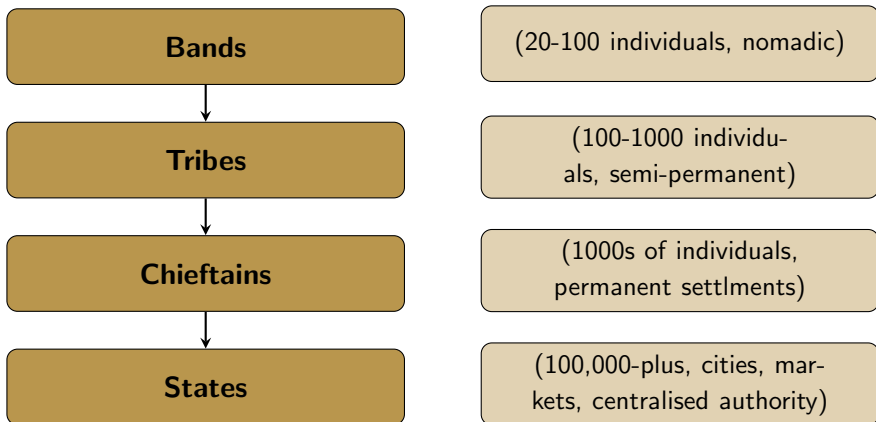 Bands
(20-100 individuals, nomadic)
Tribes
(100-1000 individu-
als, semi-permanent)
Chieftains
(1000s of individuals,
permanent settlments)
States
(100,000-plus, cities, mar-
kets, centralised authority)